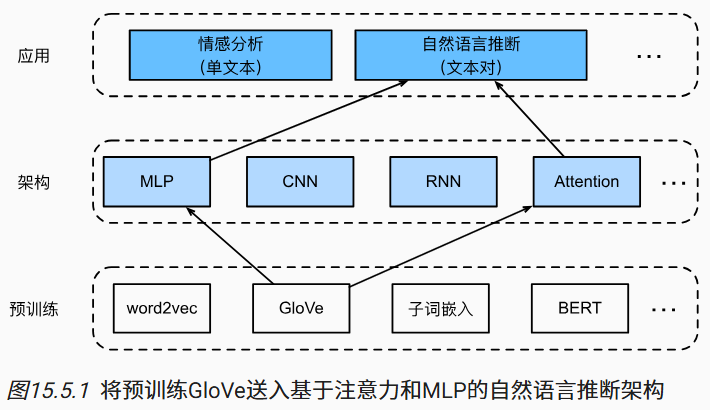 应用
情感分析
(单文本)
自然语言推断
(文本对)
...
架构
MLP
CNN
RNN
Attention
...
预训练
word2vec
GloVe
子词嵌入
BERT
...
图15.5.1 将预训练GloVe送入基于注意力和MLP的自然语言推断架构